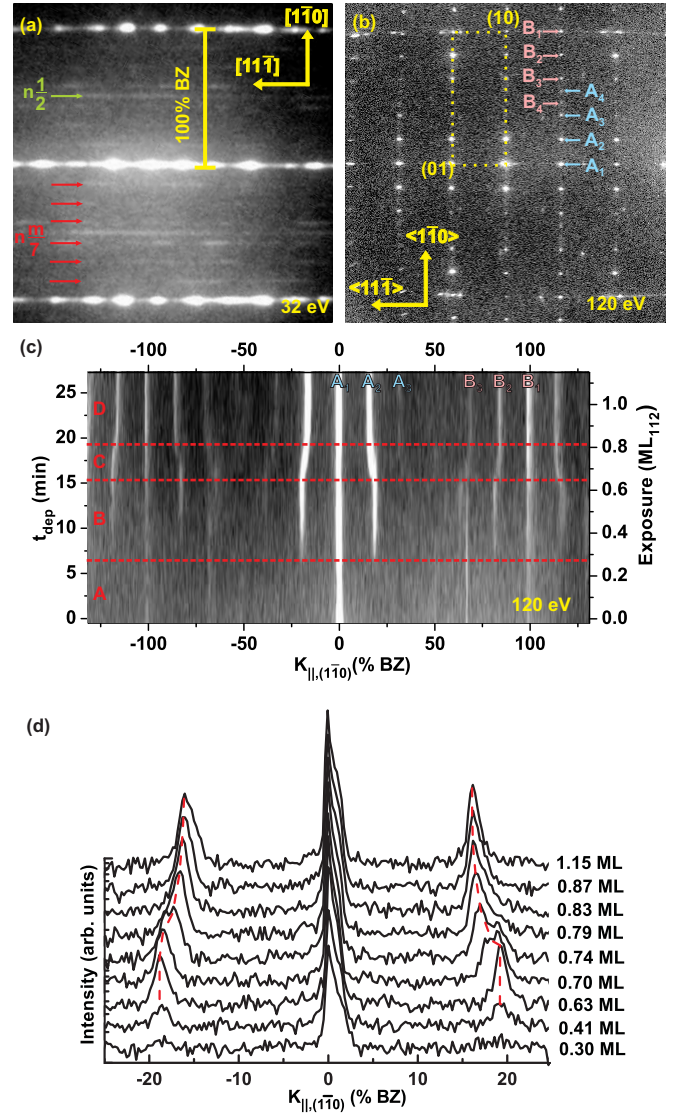 (a)
[11̅0]
[111̅]
n 1/2
100% BZ
n m/7
32 eV
(b)
(10)
B1
B2
B3
B4
A4
A3
A2
A1
(01)
<11̅0>
<111̅>
120 eV
(c)
-100 -50 0 50 100
A1 A2 A3 B3 B2 B1
D
C
B
A
25
20
15
10
5
0
tdep (min)
1.0
0.8
0.6
0.4
0.2
0.0
Exposure (ML112)
120 eV
-100 -50 0 50 100
K||,(11̅0)(% BZ)
(d)
Intensity (arb. units)
1.15 ML
0.87 ML
0.83 ML
0.79 ML
0.74 ML
0.70 ML
0.63 ML
0.41 ML
0.30 ML
-20 -10 0 10 20
K||,(11̅0)(% BZ)